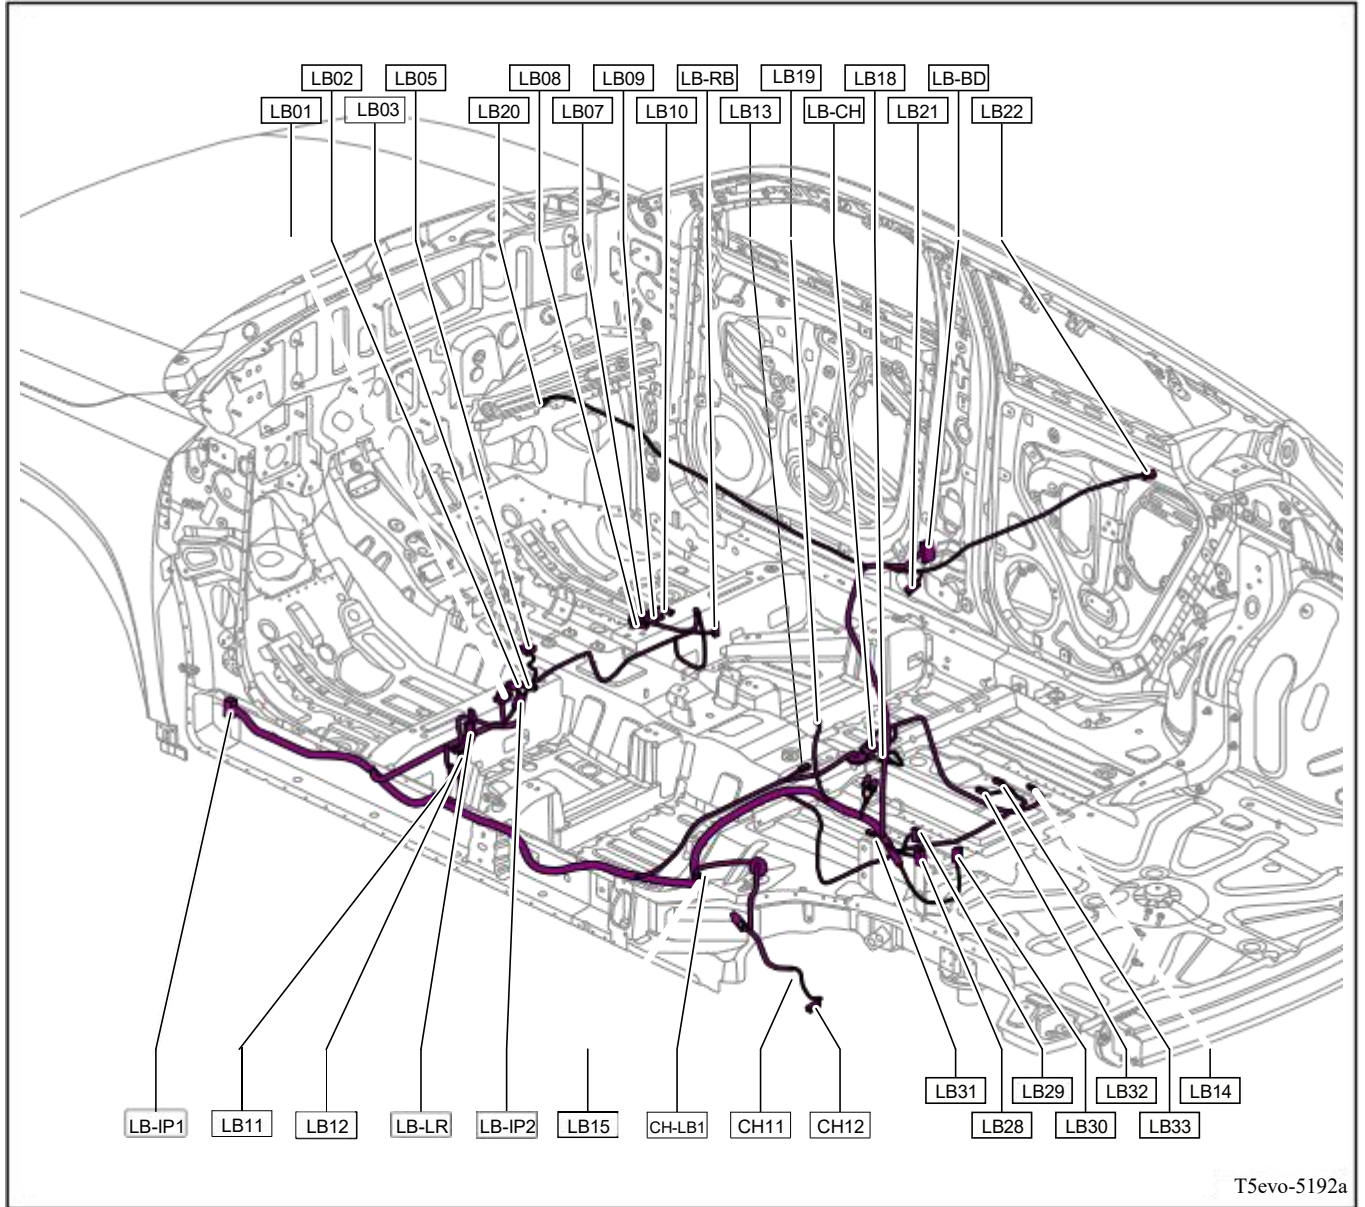 LB02 LB05 LB08 LB09 LB-RB LB19 LB18 LB-BD
LB01 LB03 LB20 LB07 LB10 LB13 LB-CH LB21 LB22
LB31 LB29 LB32 LB14
LB-IP1 LB11 LB12 LB-LR LB-IP2 LB15 CH-LB1 CH11 CH12 LB28 LB30 LB33
T5evo-5192a